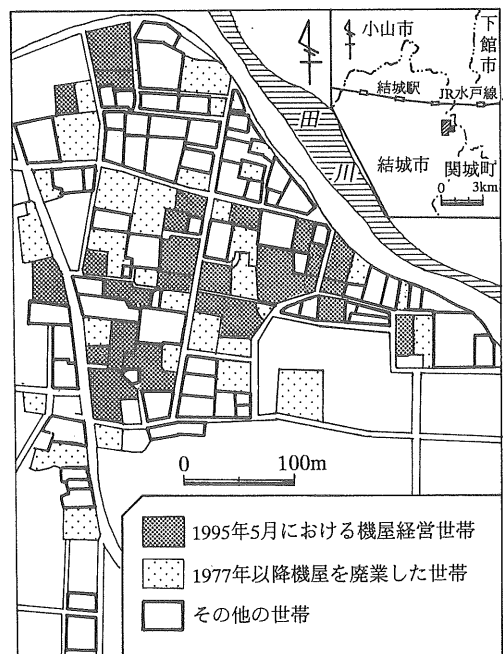 小山市
下館市
結城駅
JR水戸線
結城市
関城町
0 3km
田川
0 100m
1995年5月における機屋経営世帯
1977年以降機屋を廃業した世帯
その他の世帯